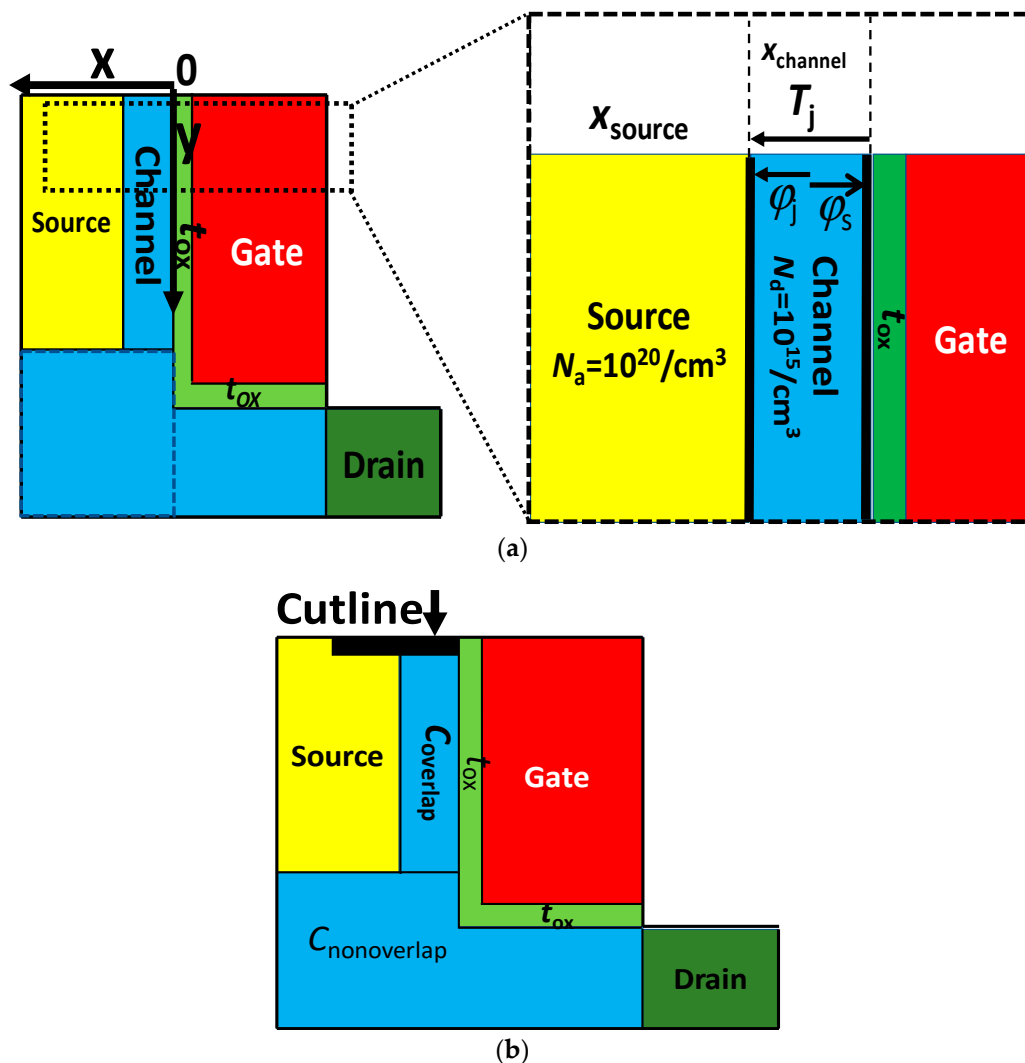 X
0
y
Source
Channel
tox
Gate
tOX
Drain
xchannel
Tj
xsource
φj
φs
Source
Na=10^20/cm^3
Channel
Nd=10^15/cm^3
tox
Gate
(a)
Cutline
Source
Coverlap
tox
Gate
tox
Cnonoverlap
Drain
(b)